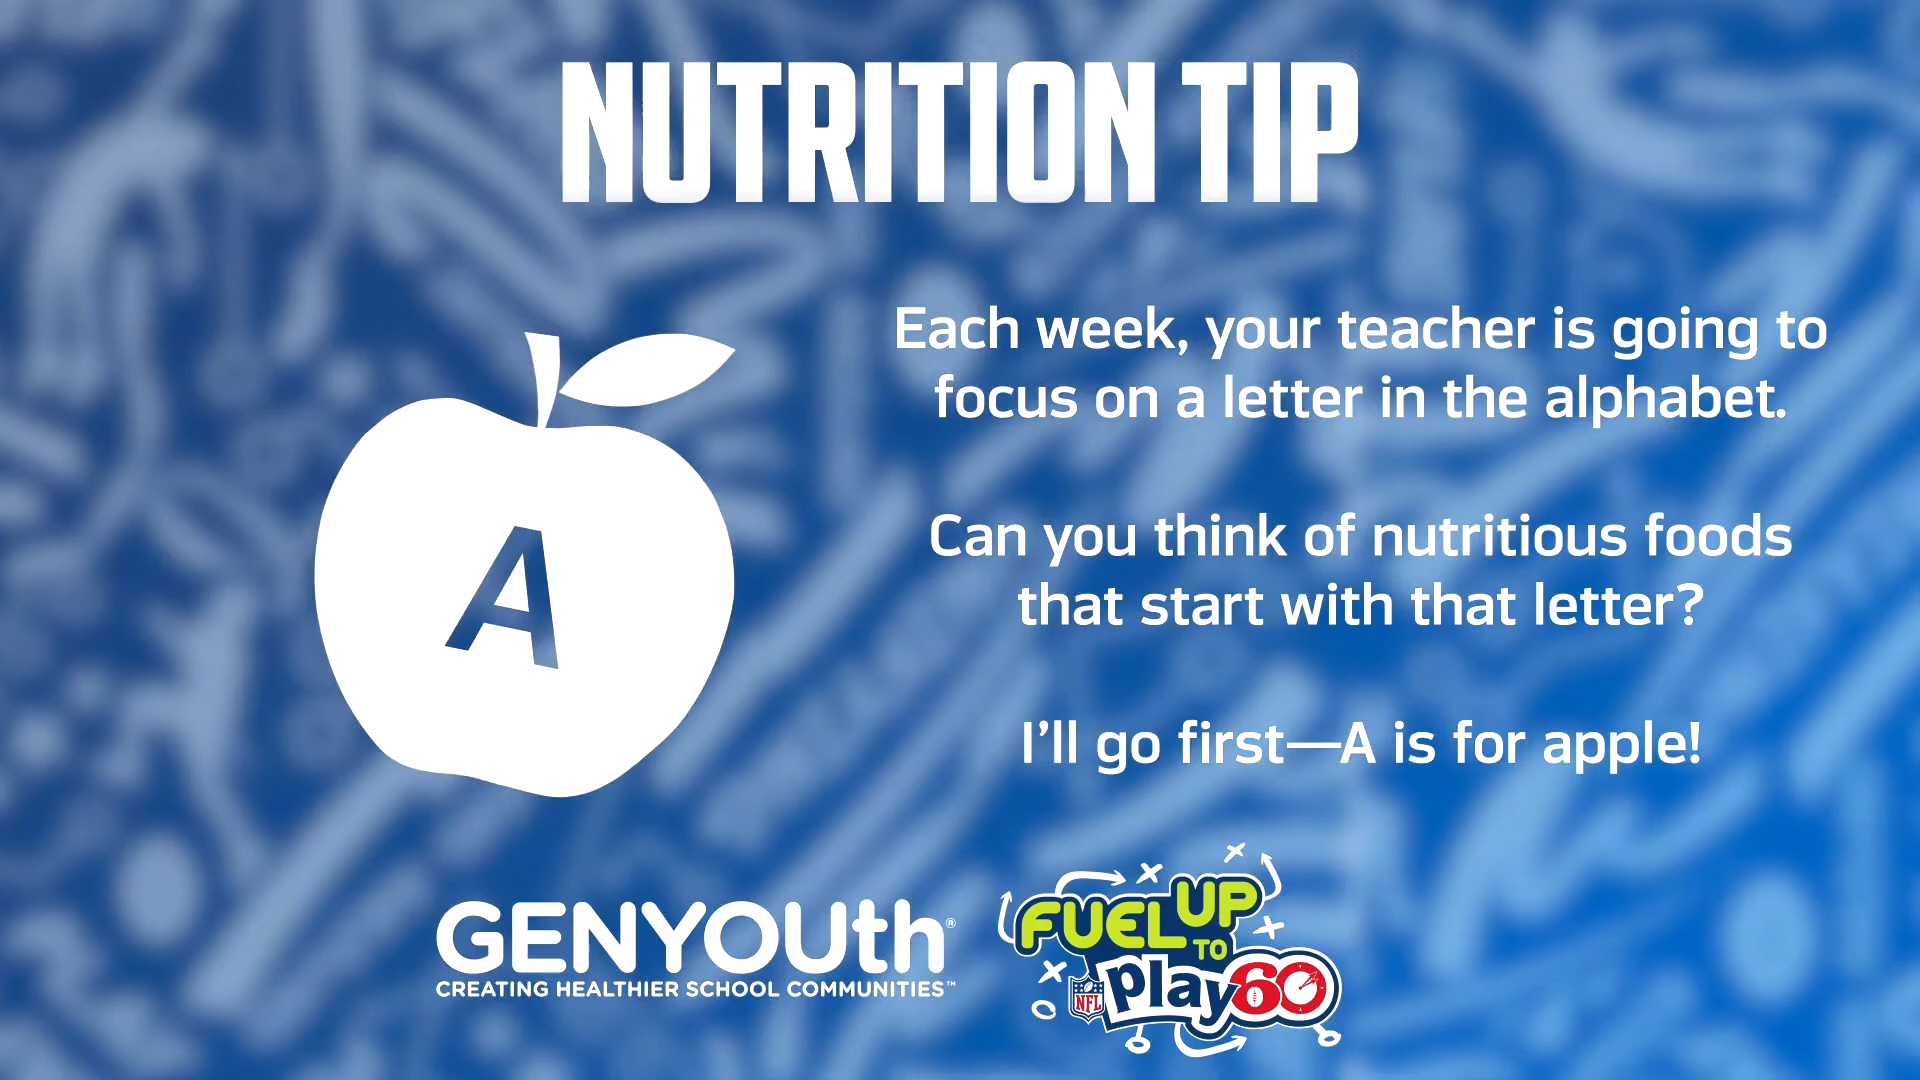 NUTRITION TIP
Each week, your teacher is going to
focus on a letter in the alphabet.
Can you think of nutritious foods
that start with that letter?
I'll go first—A is for apple!
A
GENYOUth®
CREATING HEALTHIER SCHOOL COMMUNITIES™
FUEL UP
TO
NFL play 60